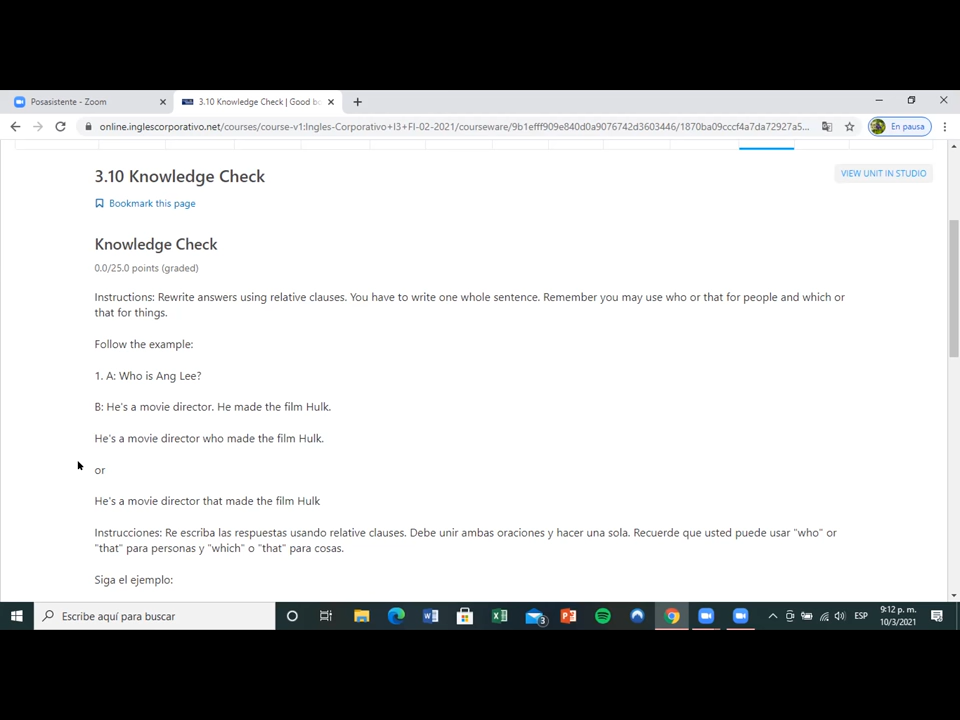 Posasistente - Zoom
3.10 Knowledge Check | Good b
online.inglescorporativo.net/courses/course-v1:Ingles-Corporativo+I3+FI-02-2021/courseware/9b1efff909e840d0a9076742d3603446/1870ba09cccf4a7da72927a5...
En pausa
3.10 Knowledge Check
VIEW UNIT IN STUDIO
Bookmark this page
Knowledge Check
0.0/25.0 points (graded)
Instructions: Rewrite answers using relative clauses. You have to write one whole sentence. Remember you may use who or that for people and which or
that for things.
Follow the example:
1. A: Who is Ang Lee?
B: He's a movie director. He made the film Hulk.
He's a movie director who made the film Hulk.
or
He's a movie director that made the film Hulk
Instrucciones: Re escriba las respuestas usando relative clauses. Debe unir ambas oraciones y hacer una sola. Recuerde que usted puede usar "who" or
"that" para personas y "which" o "that" para cosas.
Siga el ejemplo:
Escribe aquí para buscar
3
ESP
9:12 p. m.
10/3/2021